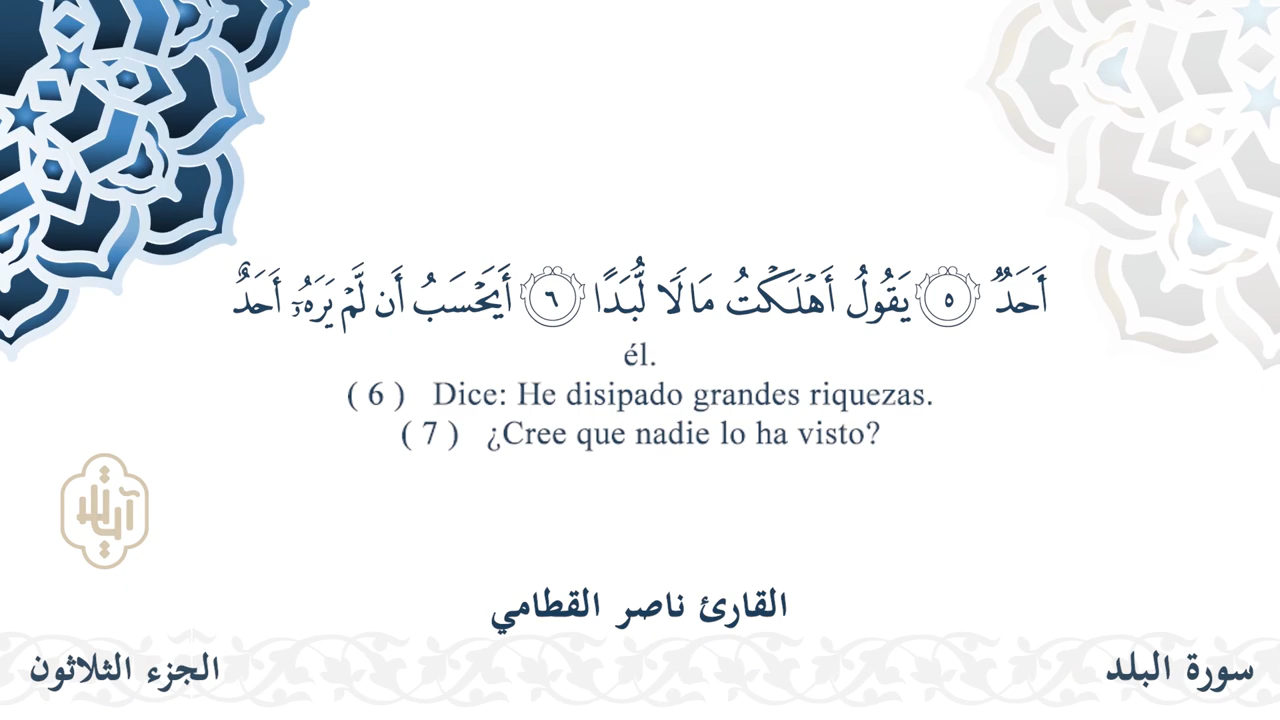 أَحَدٌ ٥ يَقُولُ أَهْلَكْتُ مَالًا لُّبَدًا ٦ أَيَحْسَبُ أَن لَّمْ يَرَهُۥٓ أَحَدٌ
él.
( 6 ) Dice: He disipado grandes riquezas.
( 7 ) ¿Cree que nadie lo ha visto?
آيات
القارئ ناصر القطامي
سورة البلد
الجزء الثلاثون